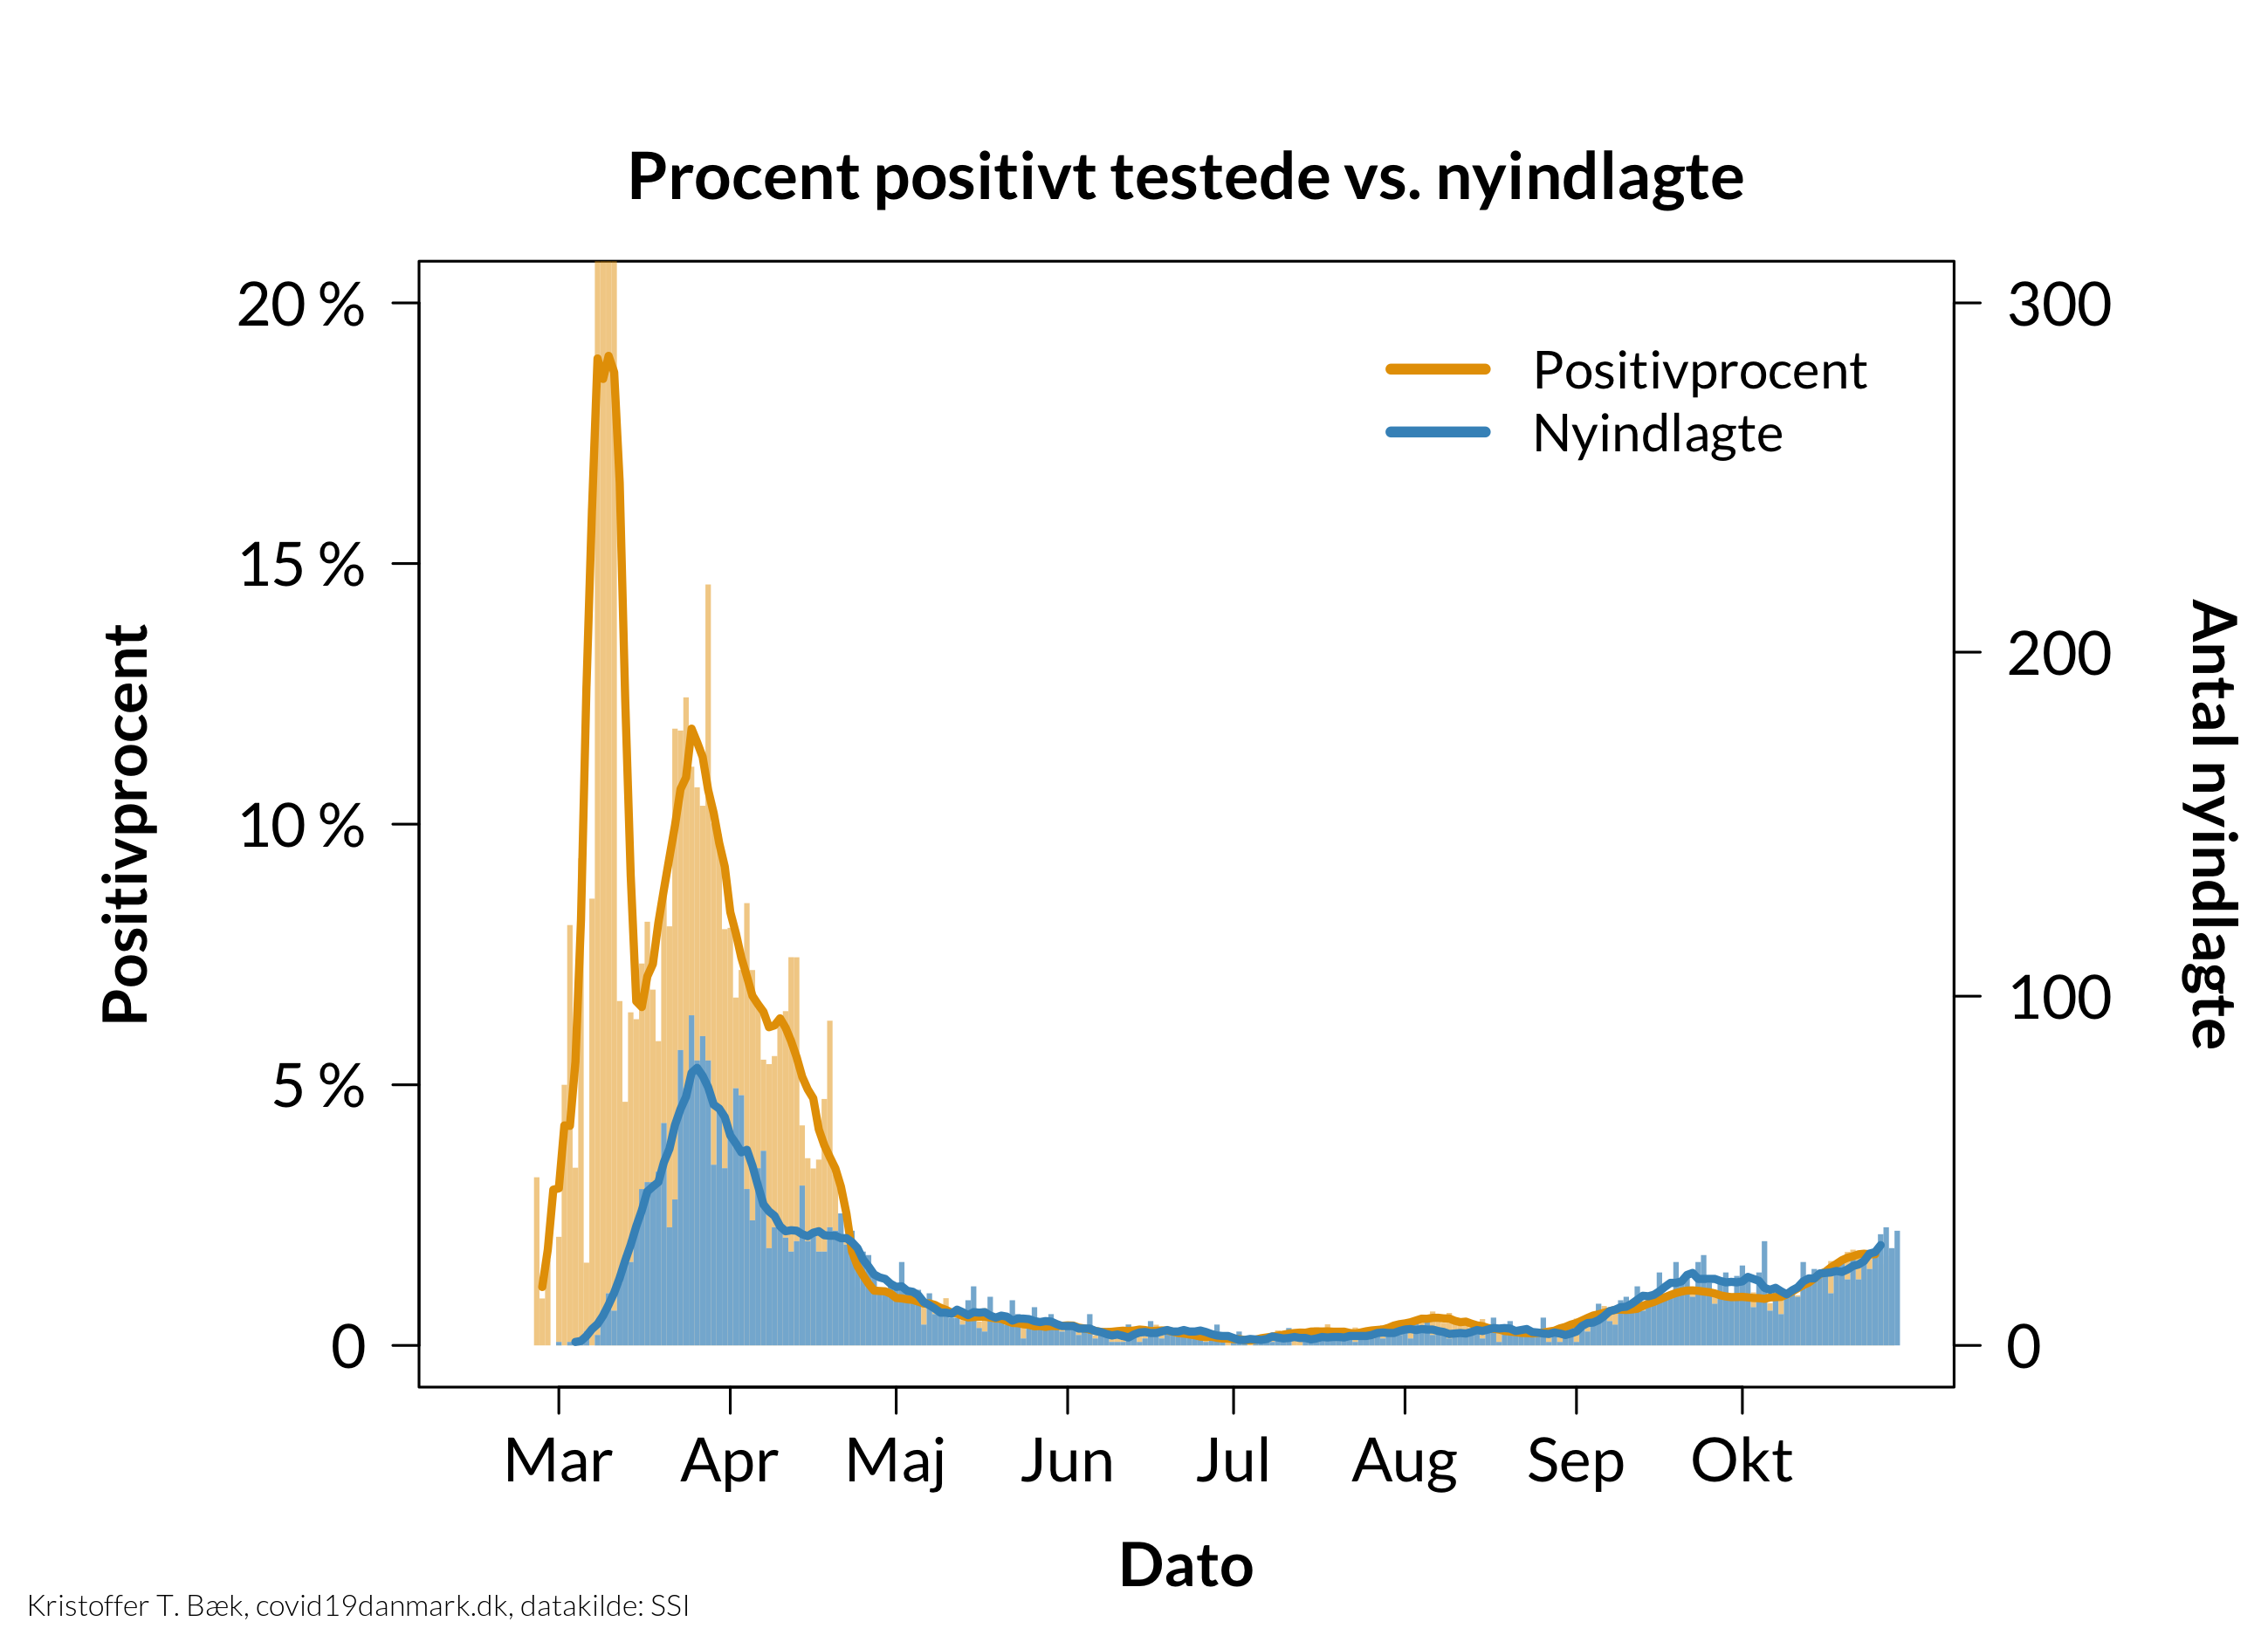 Procent positivt testede vs. nyindlagte
20 %
15 %
10 %
5 %
0
Positivprocent
Positivprocent
Nyindlagte
300
200
100
0
Antal nyindlagte
Mar Apr Maj Jun Jul Aug Sep Okt
Dato
Kristoffer T. Bæk, covid19danmark.dk, datakilde: SSI